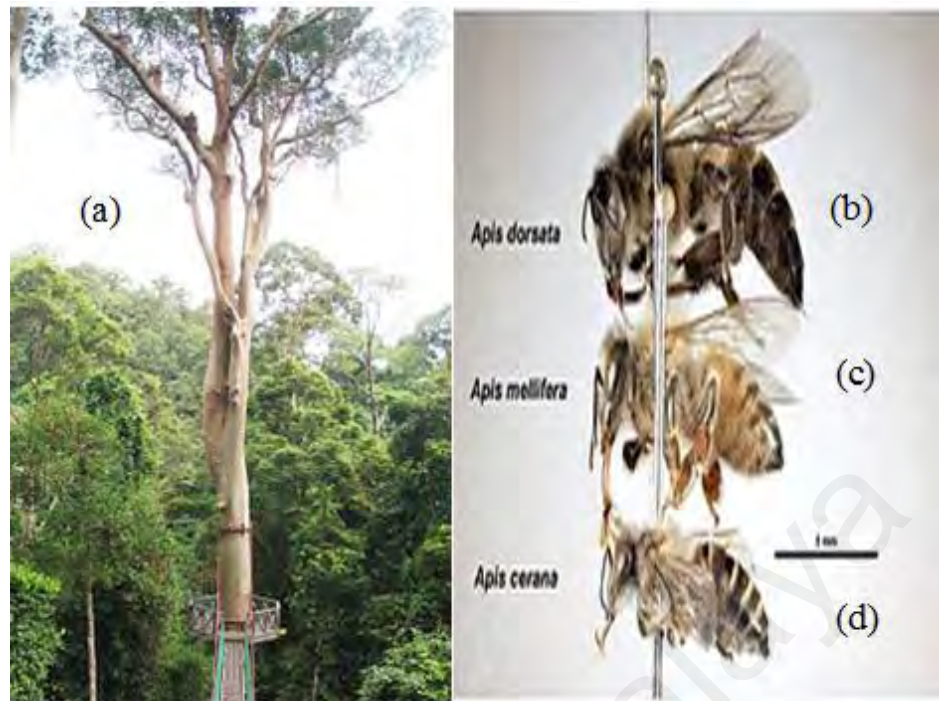 (a)
Apis dorsata
(b)
Apis mellifera
(c)
Apis cerana
(d)